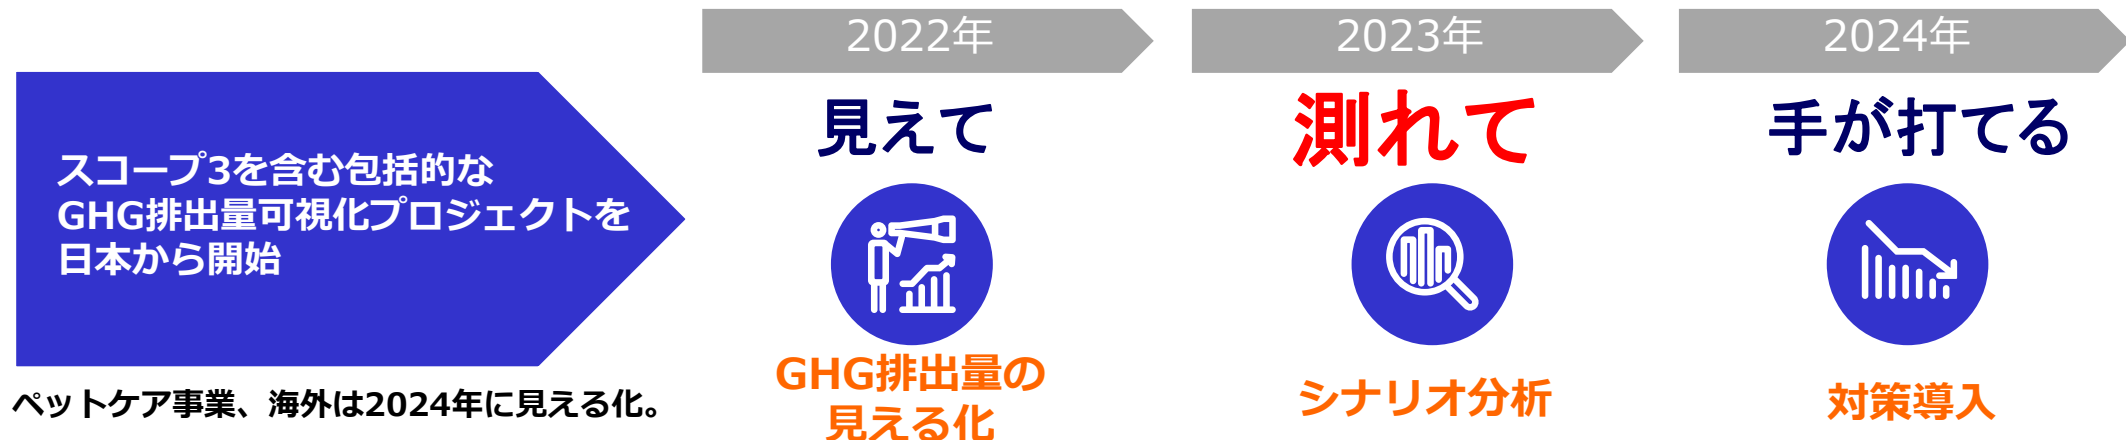 スコープ3を含む包括的な
GHG排出量可視化プロジェクトを
日本から開始
ペットケア事業、海外は2024年に見える化。
2022年
見えて
GHG排出量の
見える化
2023年
測れて
シナリオ分析
2024年
手が打てる
対策導入